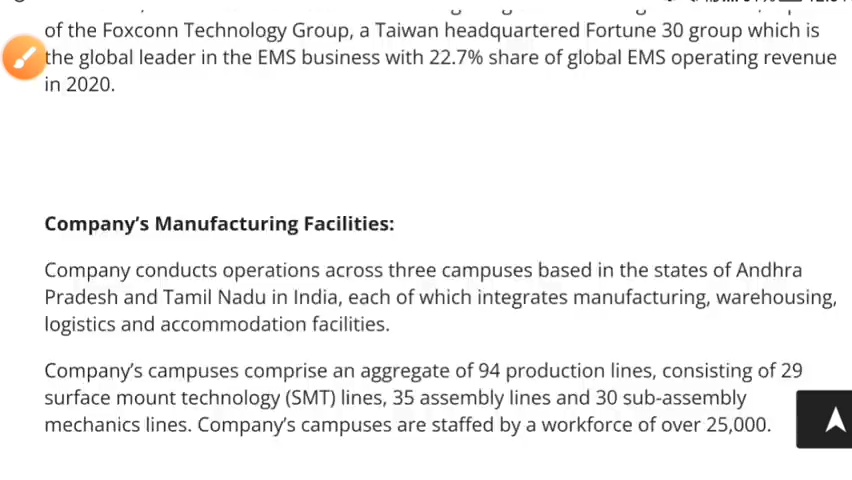 of the Foxconn Technology Group, a Taiwan headquartered Fortune 30 group which is
the global leader in the EMS business with 22.7% share of global EMS operating revenue
in 2020.
Company's Manufacturing Facilities:
Company conducts operations across three campuses based in the states of Andhra
Pradesh and Tamil Nadu in India, each of which integrates manufacturing, warehousing,
logistics and accommodation facilities.
Company's campuses comprise an aggregate of 94 production lines, consisting of 29
surface mount technology (SMT) lines, 35 assembly lines and 30 sub-assembly
mechanics lines. Company's campuses are staffed by a workforce of over 25,000.